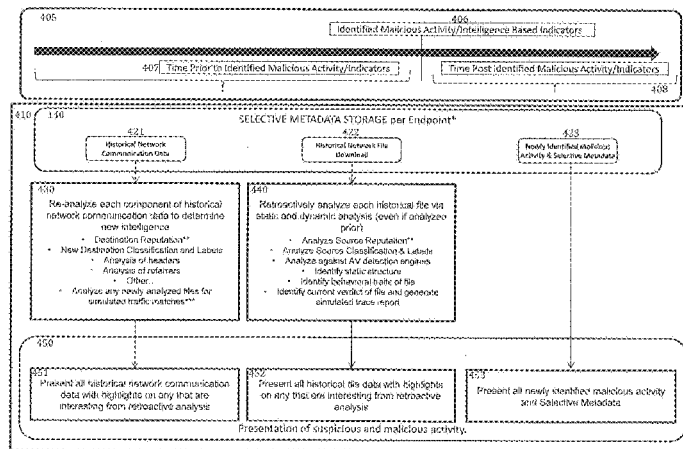 405
406
Identified Malicious Activity/Intelligence Based Indicators
407
Time Prior to Identified Malicious Activity/Indicators
Time Post Identified Malicious Activity/Indicators
408
410
140
SELECTIVE METADATA STORAGE per Endpoint*
421
422
423
Historical Network
Communication Data
Historical Network File
Download
Newly Identified Malicious
Activity & Selective Metadata
430
Re-analyze each component of historical
network communication data to determine
new intelligence
• Destination Reputation**
• New Destination Classification and Labels
• Analysis of headers
• Analysis of referrers
• Other..
• Analyze any newly analyzed files for
simulated traffic matches***
440
Retroactively analyze each historical file via
static and dynamic analysis (even if analyzed
prior)
• Analyze Source Reputation**
• Analyze Source Classification & Labels
• Analyze against AV detection engines
• Identify static structure
• Identify behavioral traits of file
• Identify current verdict of file and generate
simulated trace report
450
451
Present all historical network communication
data with highlights on any that are
interesting from retroactive analysis
452
Present all historical file data with highlights
on any that are interesting from retroactive
analysis
453
Present all newly identified malicious activity
and Selective Metadata
Presentation of suspicious and malicious activity.